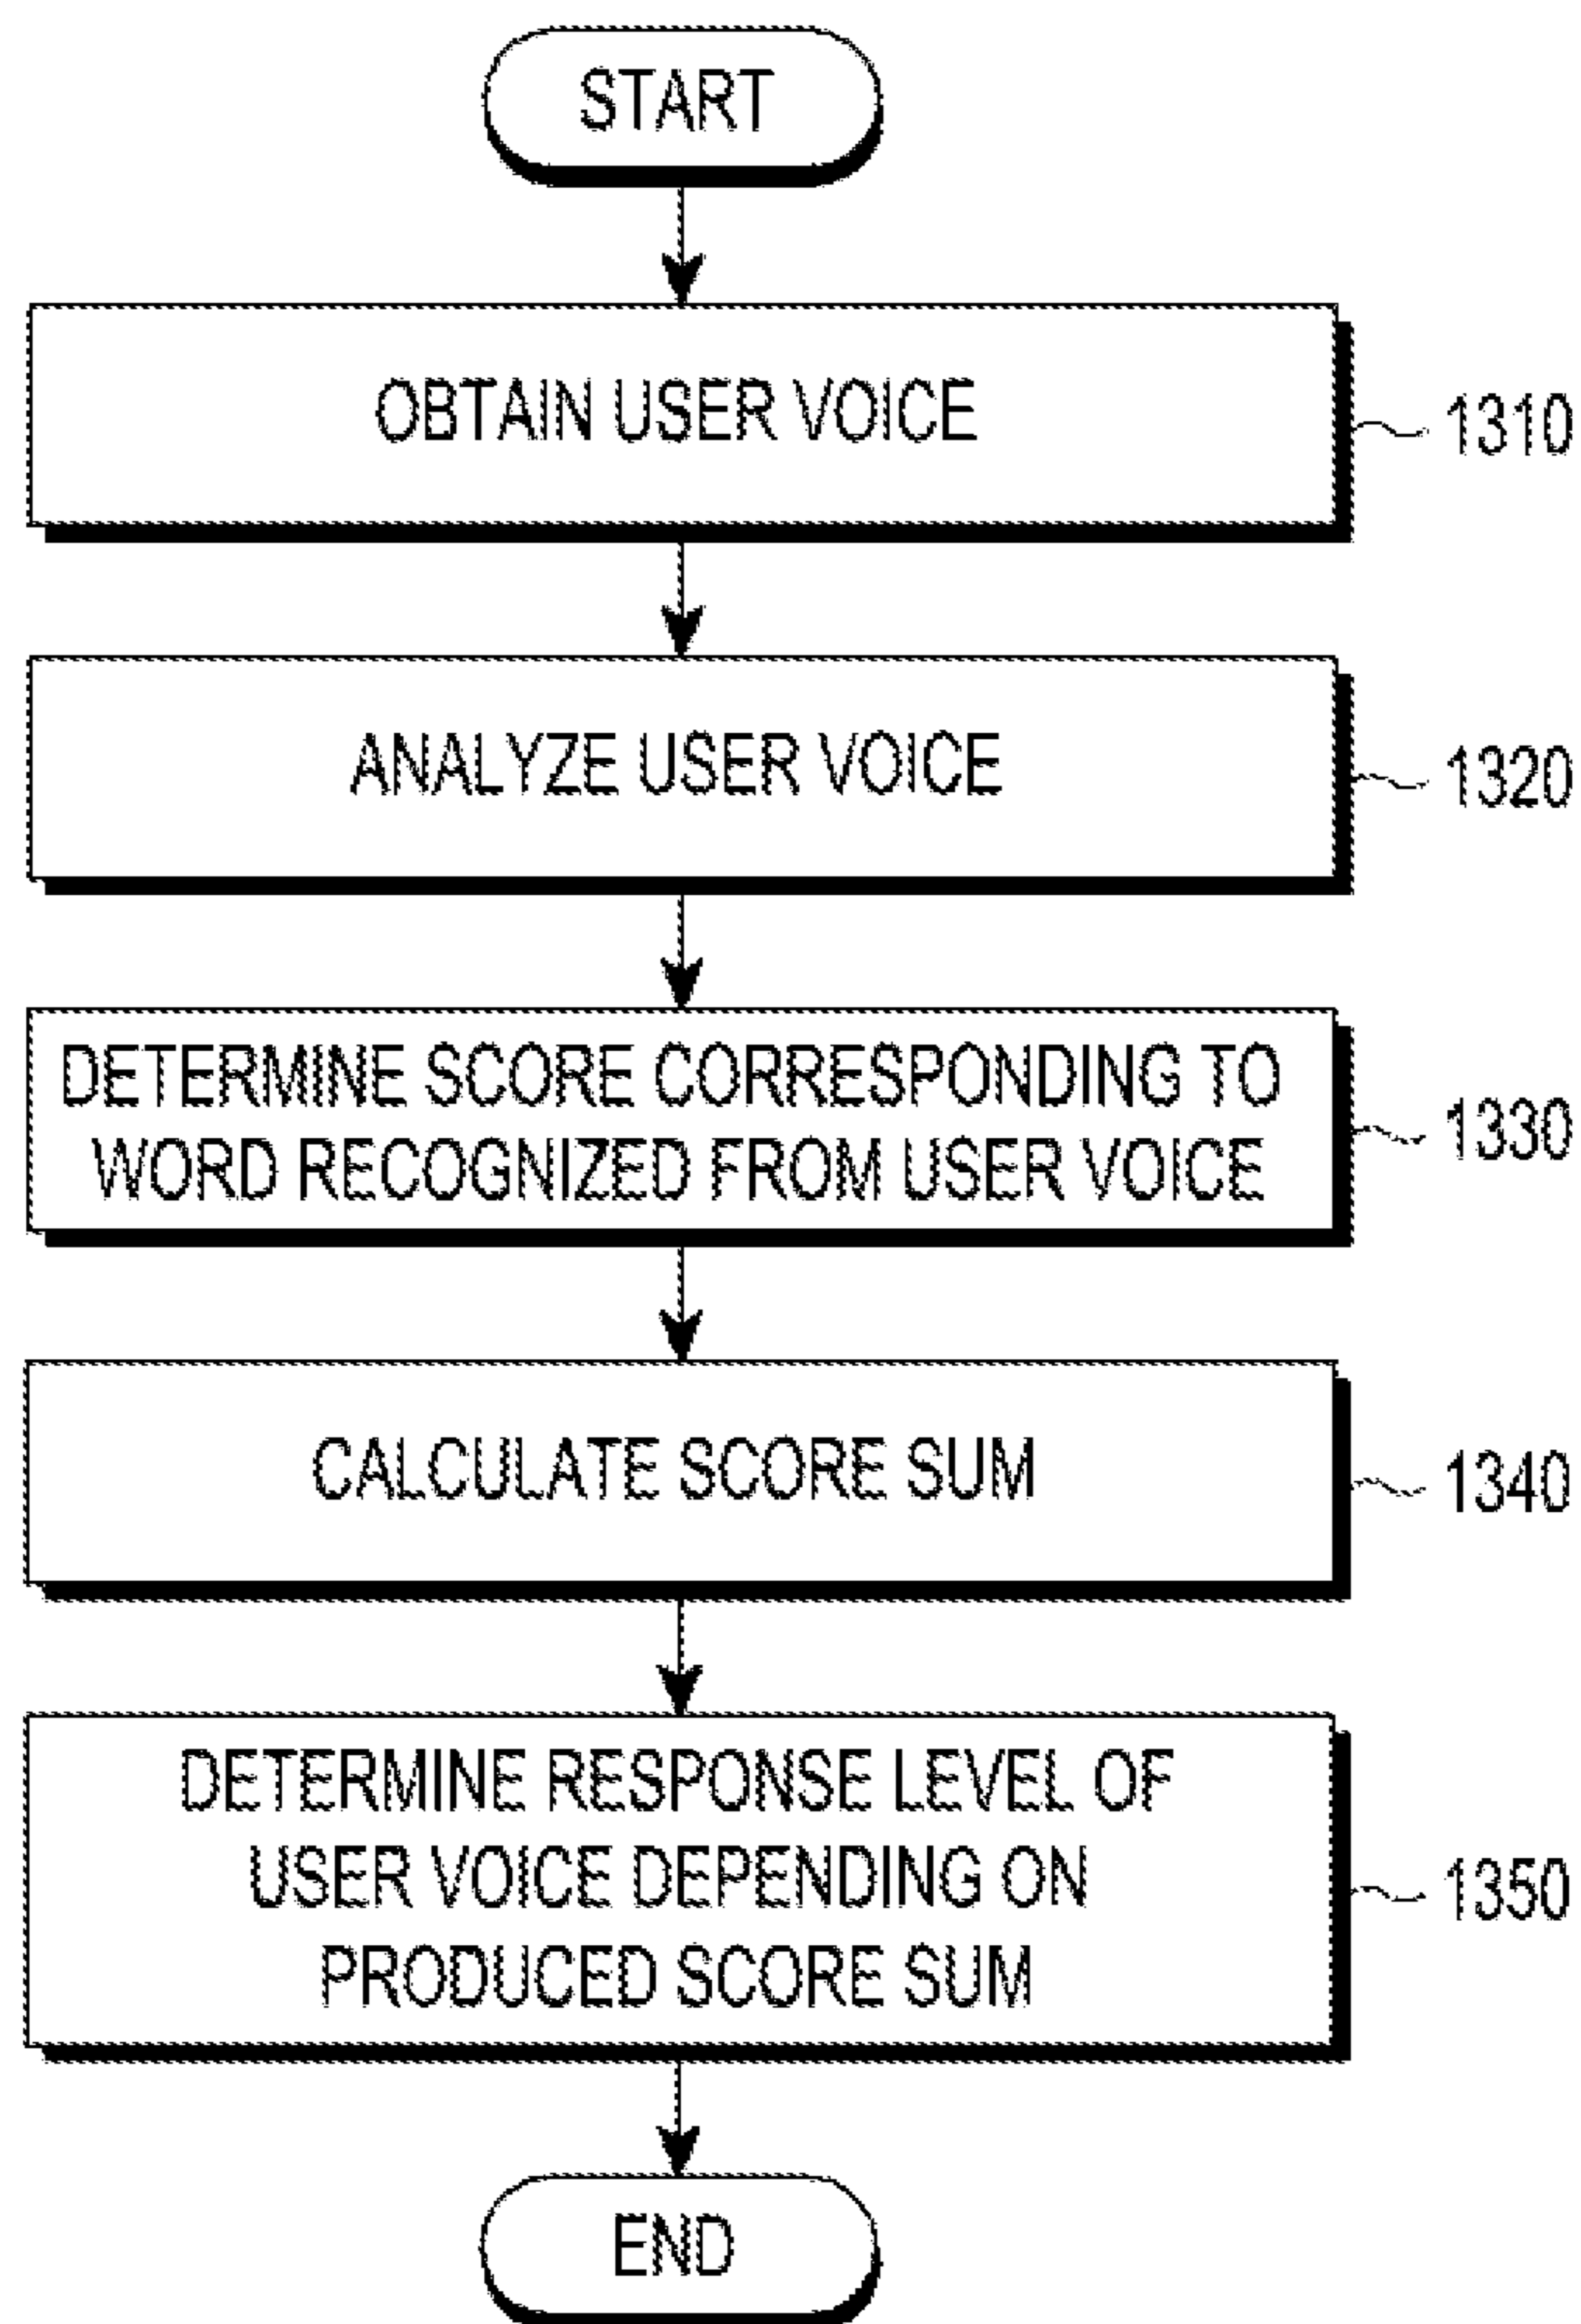 START
OBTAIN USER VOICE
1310
ANALYZE USER VOICE
1320
DETERMINE SCORE CORRESPONDING TO
WORD RECOGNIZED FROM USER VOICE
1330
CALCULATE SCORE SUM
1340
DETERMINE RESPONSE LEVEL OF
USER VOICE DEPENDING ON
PRODUCED SCORE SUM
1350
END